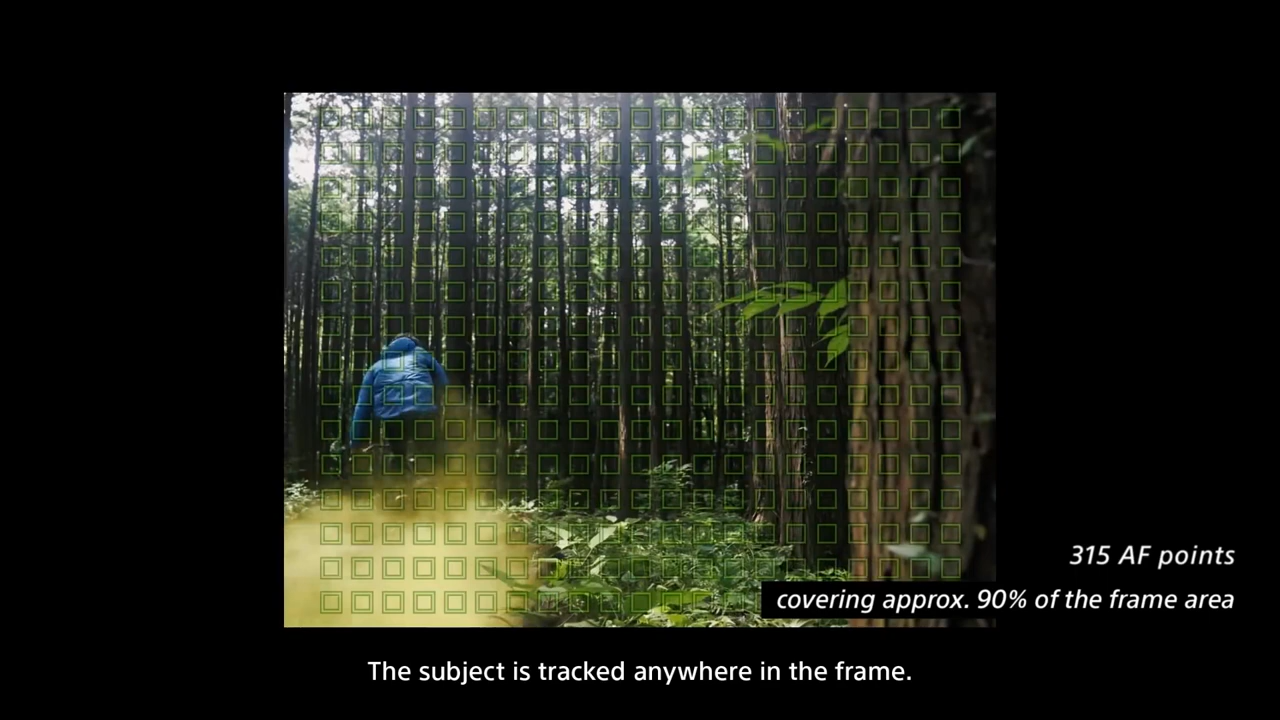 315 AF points
covering approx. 90% of the frame area
The subject is tracked anywhere in the frame.